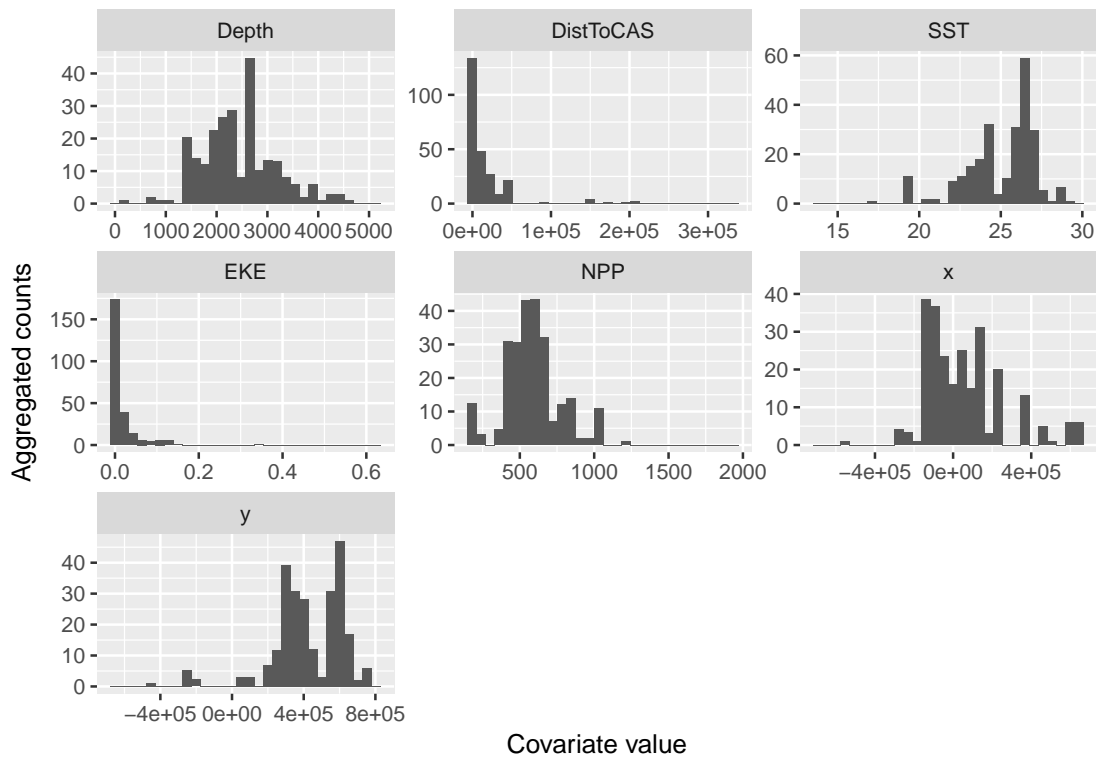 Depth DistToCAS SST
0 10 20 30 40
0 50 100
0 20 40 60
0 1000 2000 3000 4000 5000
0e+00 1e+05 2e+05 3e+05
15 20 25 30
EKE NPP x
0 50 100 150
0 10 20 30 40
0 10 20 30 40
0.0 0.2 0.4 0.6
500 1000 1500 2000
−4e+05 0e+00 4e+05
y
0 10 20 30 40
−4e+05 0e+00 4e+05 8e+05
Aggregated counts
Covariate value